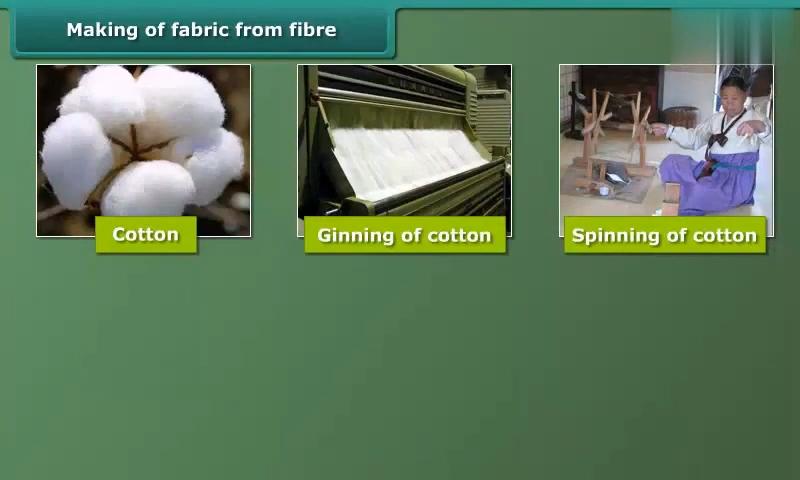 Making of fabric from fibre
Cotton
Ginning of cotton
Spinning of cotton